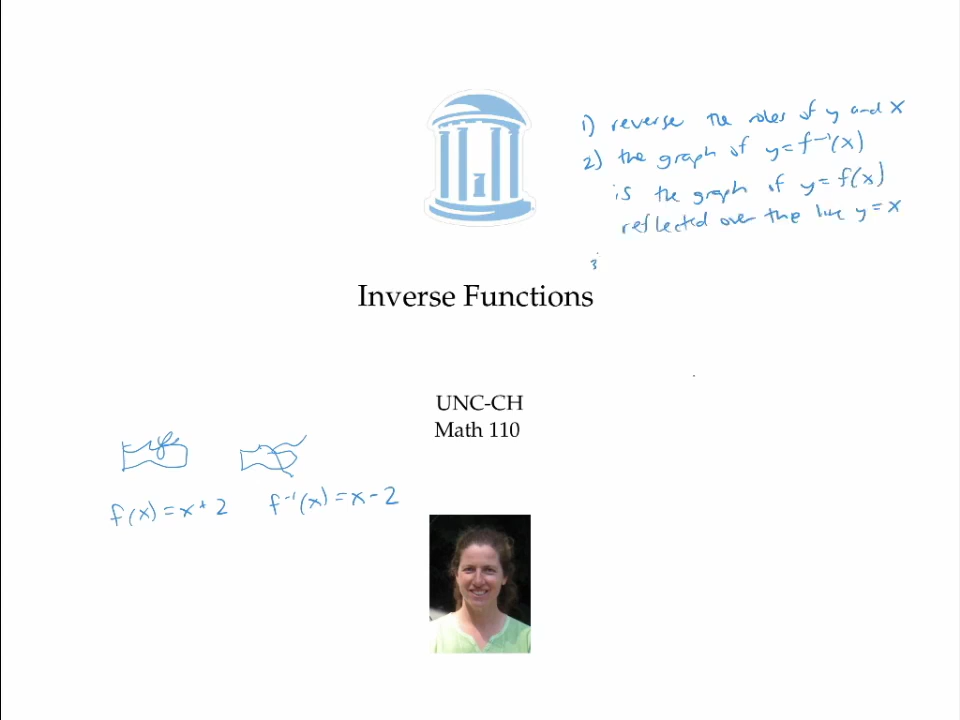 1) reverse the roles of y and x
2) the graph of y = f⁻¹(x)
is the graph of y = f(x)
reflected over the line y = x
3
Inverse Functions
UNC-CH
Math 110
f(x) = x + 2 f⁻¹(x) = x - 2